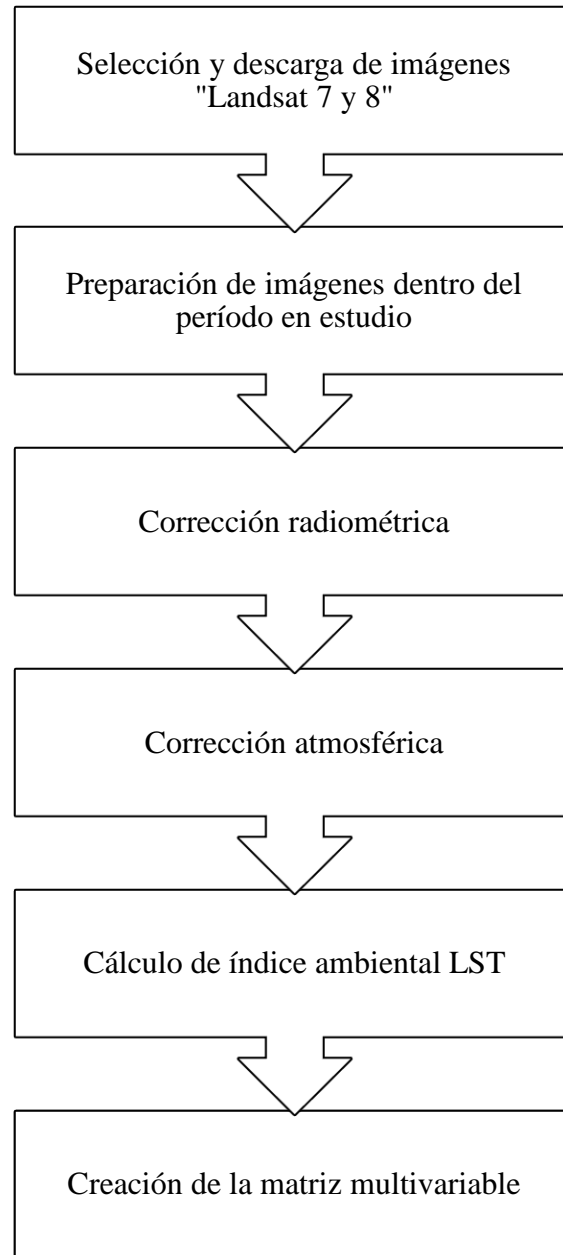 Selección y descarga de imágenes
"Landsat 7 y 8"
Preparación de imágenes dentro del
período en estudio
Corrección radiométrica
Corrección atmosférica
Cálculo de índice ambiental LST
Creación de la matriz multivariable